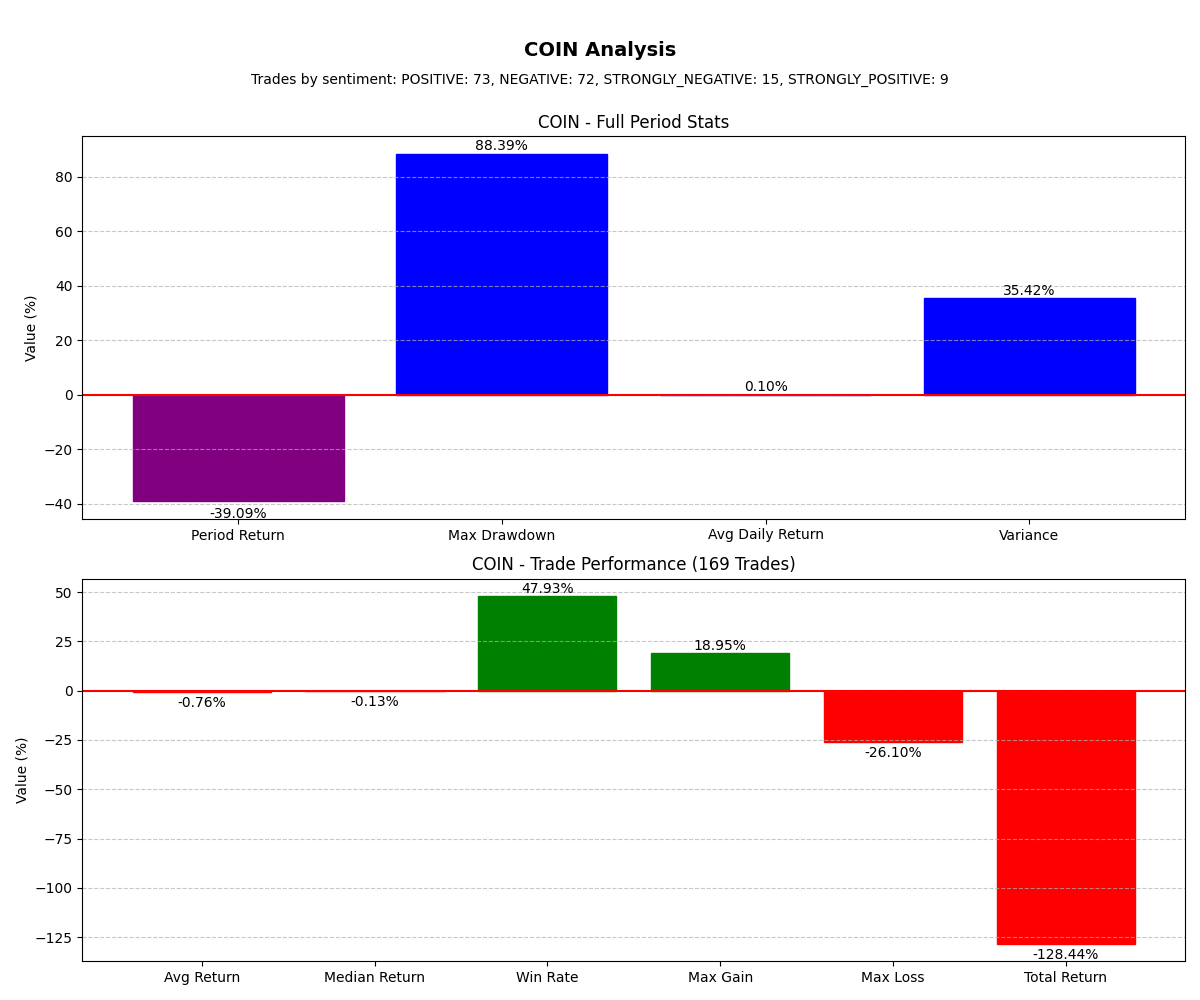 COIN Analysis
Trades by sentiment: POSITIVE: 73, NEGATIVE: 72, STRONGLY_NEGATIVE: 15, STRONGLY_POSITIVE: 9
COIN - Full Period Stats
Value (%)
80
60
40
20
0
−20
−40
88.39%
35.42%
0.10%
-39.09%
Period Return
Max Drawdown
Avg Daily Return
Variance
COIN - Trade Performance (169 Trades)
Value (%)
50
25
0
−25
−50
−75
−100
−125
47.93%
18.95%
-0.76%
-0.13%
-26.10%
-128.44%
Avg Return
Median Return
Win Rate
Max Gain
Max Loss
Total Return